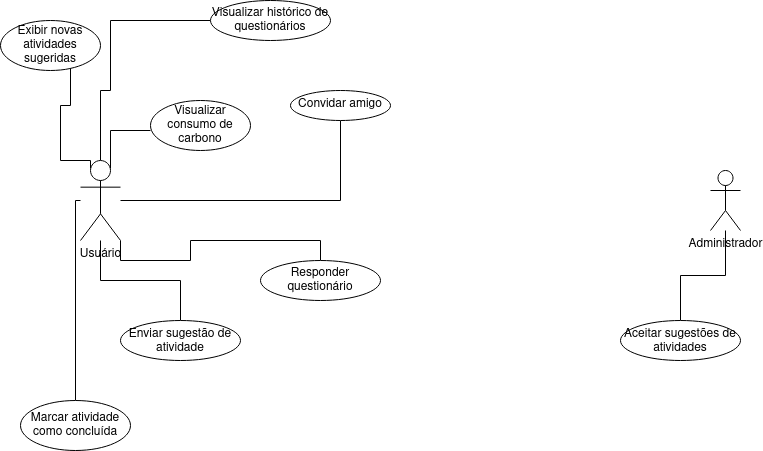 Visualizar histórico de
questionários
Exibir novas
atividades
sugeridas
Convidar amigo
Visualizar
consumo de
carbono
Usuário
Administrador
Responder
questionário
Enviar sugestão de
atividade
Aceitar sugestões de
atividades
Marcar atividade
como concluída